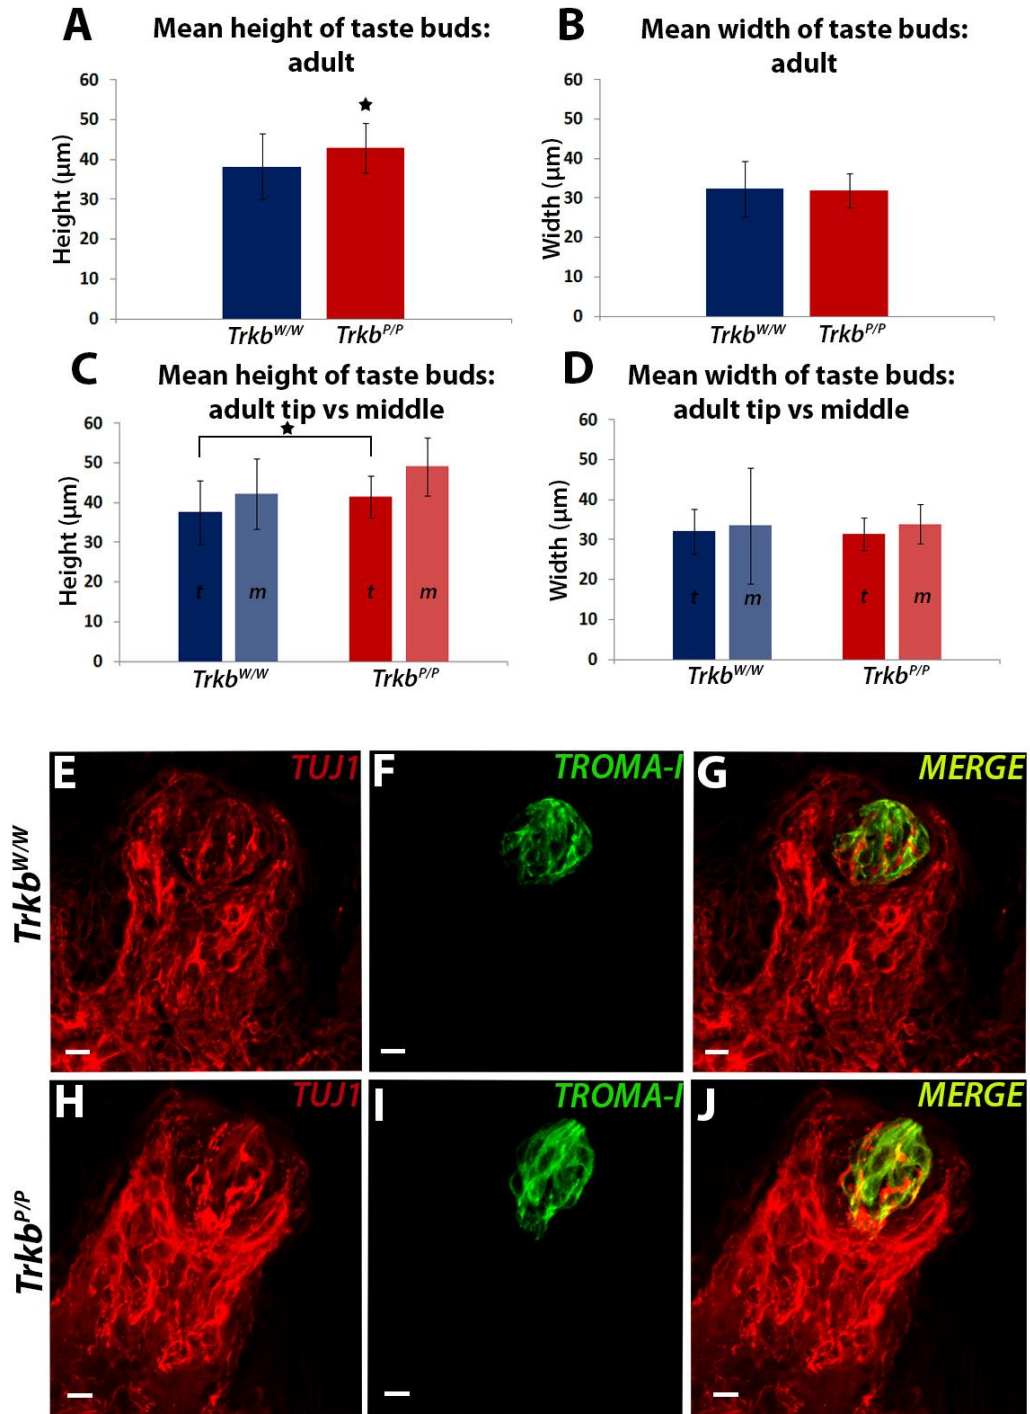 A
Mean height of taste buds:
adult
60
50
40
30
20
10
0
Height (µm)
★
Trkb^W/W
Trkb^P/P
B
Mean width of taste buds:
adult
60
50
40
30
20
10
0
Width (µm)
Trkb^W/W
Trkb^P/P
C
Mean height of taste buds:
adult tip vs middle
★
60
50
40
30
20
10
0
Height (µm)
t
m
t
m
Trkb^W/W
Trkb^P/P
D
Mean width of taste buds:
adult tip vs middle
60
50
40
30
20
10
0
Width (µm)
t
m
t
m
Trkb^W/W
Trkb^P/P
Trkb^W/W
E
TUJ1
F
TROMA-I
G
MERGE
Trkb^P/P
H
TUJ1
I
TROMA-I
J
MERGE